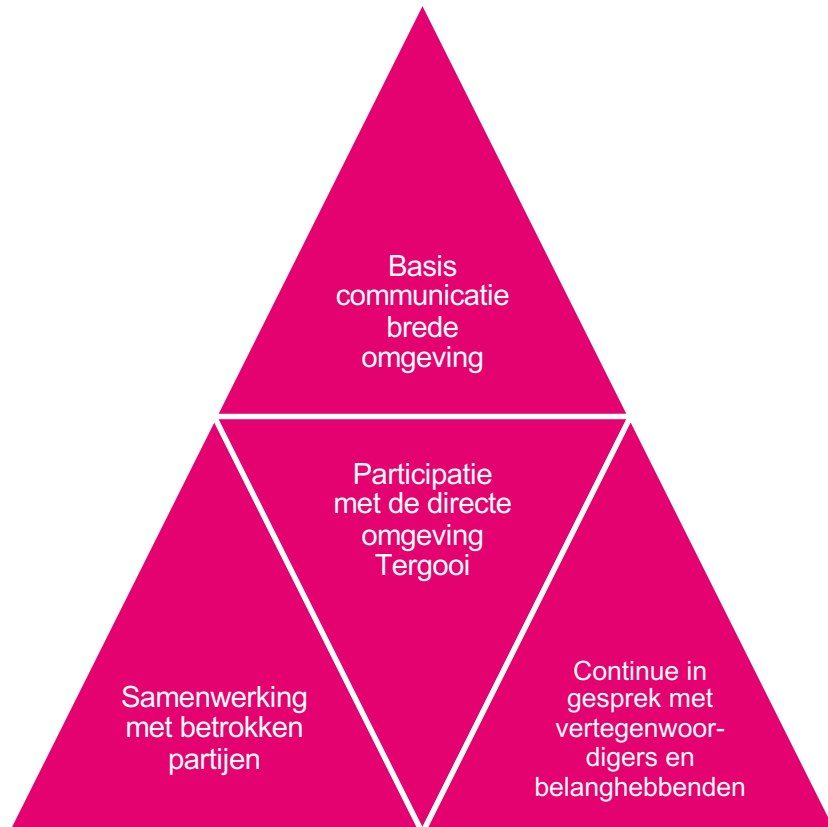 Basis
communicatie
brede
omgeving
Participatie
met de directe
omgeving
Tergooi
Samenwerking
met betrokken
partijen
Continue in
gesprek met
vertegenwoor-
digers en
belanghebbenden